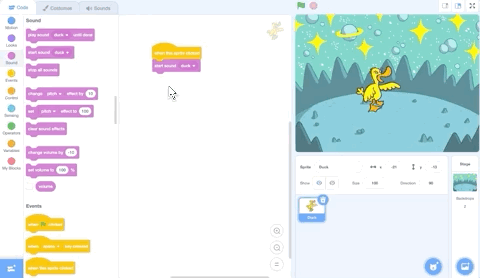 Code
Costumes
Sounds
Sound
play sound duck until done
start sound duck
stop all sounds
change pitch effect by 10
set pitch effect to 100
clear sound effects
change volume by -10
set volume to 100 %
volume
Events
when clicked
when space key pressed
when this sprite clicked
Motion
Looks
Sound
Events
Control
Sensing
Operators
Variables
My Blocks
when this sprite clicked
start sound duck
Sprite Duck x y
Show Size 100 Direction 90
Duck
Stage
Backdrops